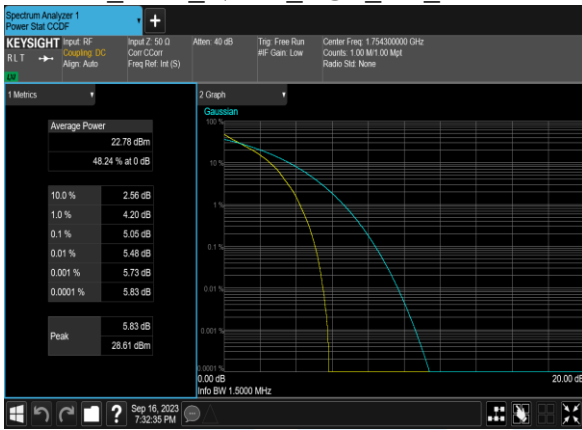 Spectrum Analyzer 1
Power Stat CCDF
KEYSIGHT
Input: RF
Input Z: 50 Ω
Atten: 40 dB
Trig: Free Run
Center Freq: 1.754300000 GHz
RLT
Coupling: DC
Corr CCorr
#IF Gain: Low
Counts: 1.00 M/1.00 Mpt
Align: Auto
Freq Ref: Int (S)
Radio Std: None
1 Metrics
2 Graph
Gaussian
Average Power
22.78 dBm
48.24 % at 0 dB
10.0 % 2.56 dB
1.0 % 4.20 dB
0.1 % 5.05 dB
0.01 % 5.48 dB
0.001 % 5.73 dB
0.0001 % 5.83 dB
Peak
5.83 dB
28.61 dBm
100 %
10 %
1 %
0.1 %
0.01 %
0.001 %
0.0001 %
0.00 dB
20.00 dB
Info BW 1.5000 MHz
Sep 16, 2023
7:32:35 PM